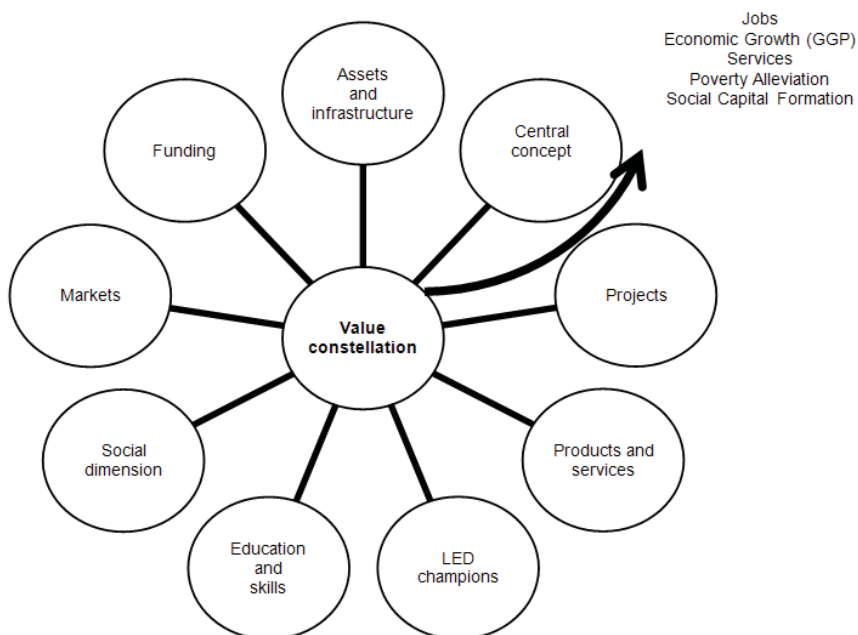 Jobs
Economic Growth (GGP)
Services
Poverty Alleviation
Social Capital Formation
Assets
and
infrastructure
Central
concept
Funding
Markets
Projects
Value
constellation
Social
dimension
Products and
services
Education
and
skills
LED
champions